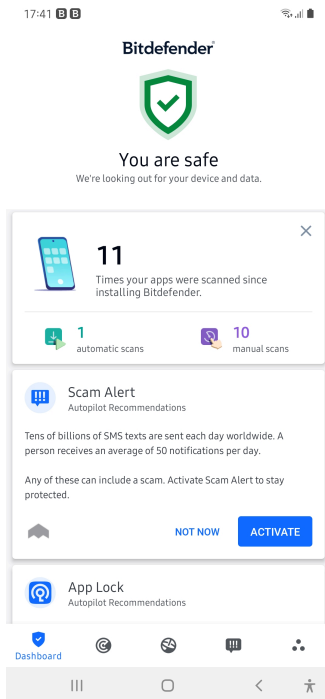 17:41 B B
Bitdefender®
You are safe
We're looking out for your device and data.
11
Times your apps were scanned since
installing Bitdefender.
1
automatic scans
10
manual scans
Scam Alert
Autopilot Recommendations
Tens of billions of SMS texts are sent each day worldwide. A
person receives an average of 50 notifications per day.
Any of these can include a scam. Activate Scam Alert to stay
protected.
NOT NOW
ACTIVATE
App Lock
Autopilot Recommendations
Dashboard